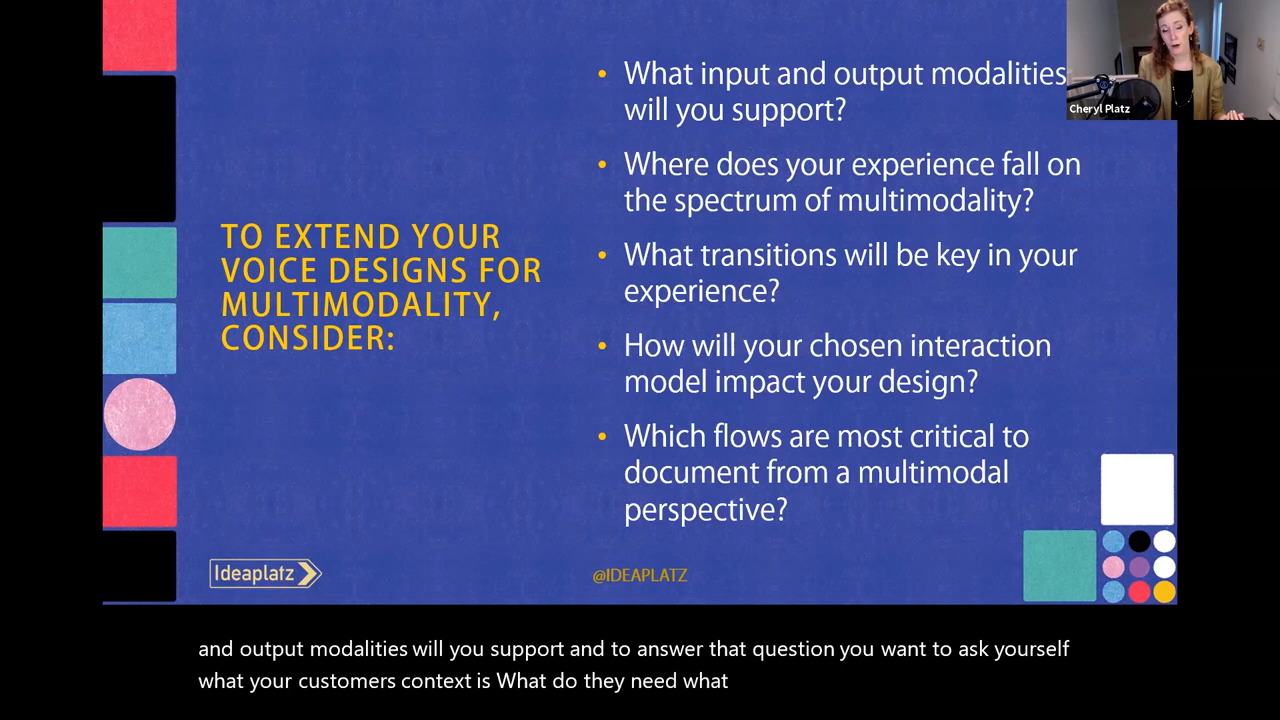 Cheryl Platz
TO EXTEND YOUR
VOICE DESIGNS FOR
MULTIMODALITY,
CONSIDER:
• What input and output modalities
will you support?
• Where does your experience fall on
the spectrum of multimodality?
• What transitions will be key in your
experience?
• How will your chosen interaction
model impact your design?
• Which flows are most critical to
document from a multimodal
perspective?
Ideaplatz
@IDEAPLATZ
and output modalities will you support and to answer that question you want to ask yourself
what your customers context is What do they need what